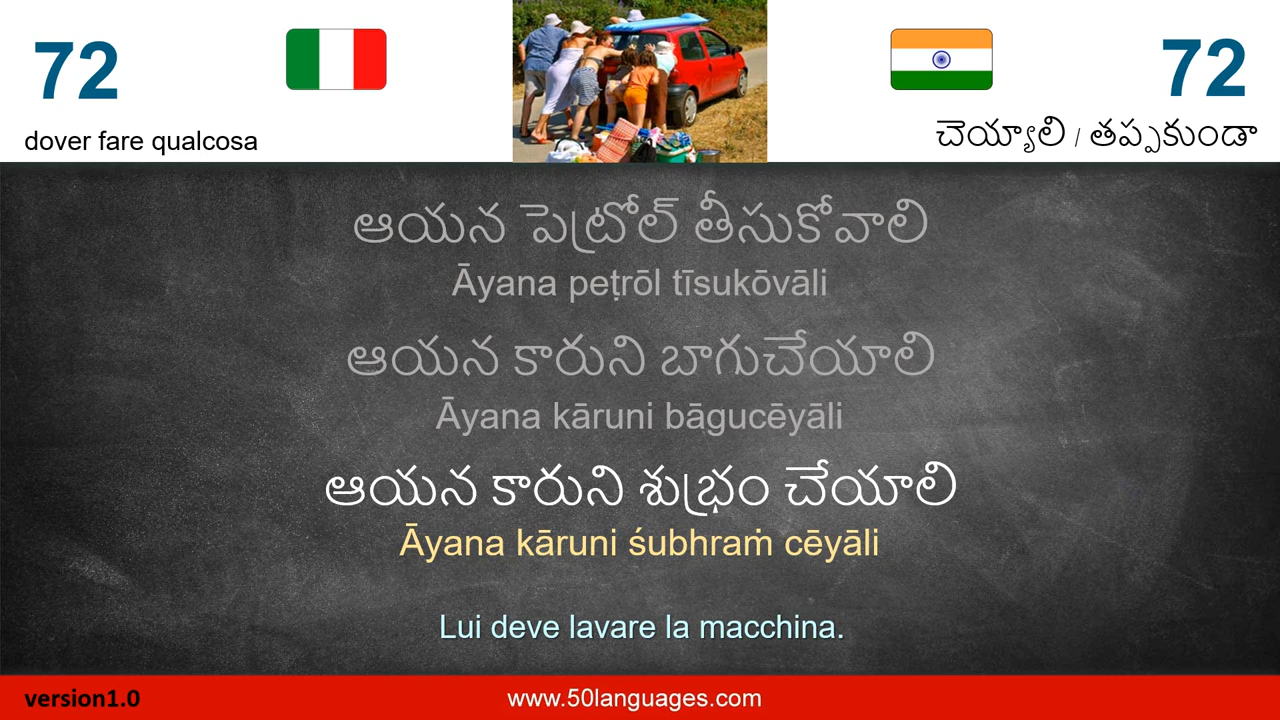 72
72
dover fare qualcosa
చెయ్యాలి / తప్పకుండా
ఆయన పెట్రోల్ తీసుకోవాలి
Āyana peṭrōl tīsukōvāli
ఆయన కారుని బాగుచేయాలి
Āyana kāruni bāgucēyāli
ఆయన కారుని శుభ్రం చేయాలి
Āyana kāruni śubhraṁ cēyāli
Lui deve lavare la macchina.
version1.0
www.50languages.com